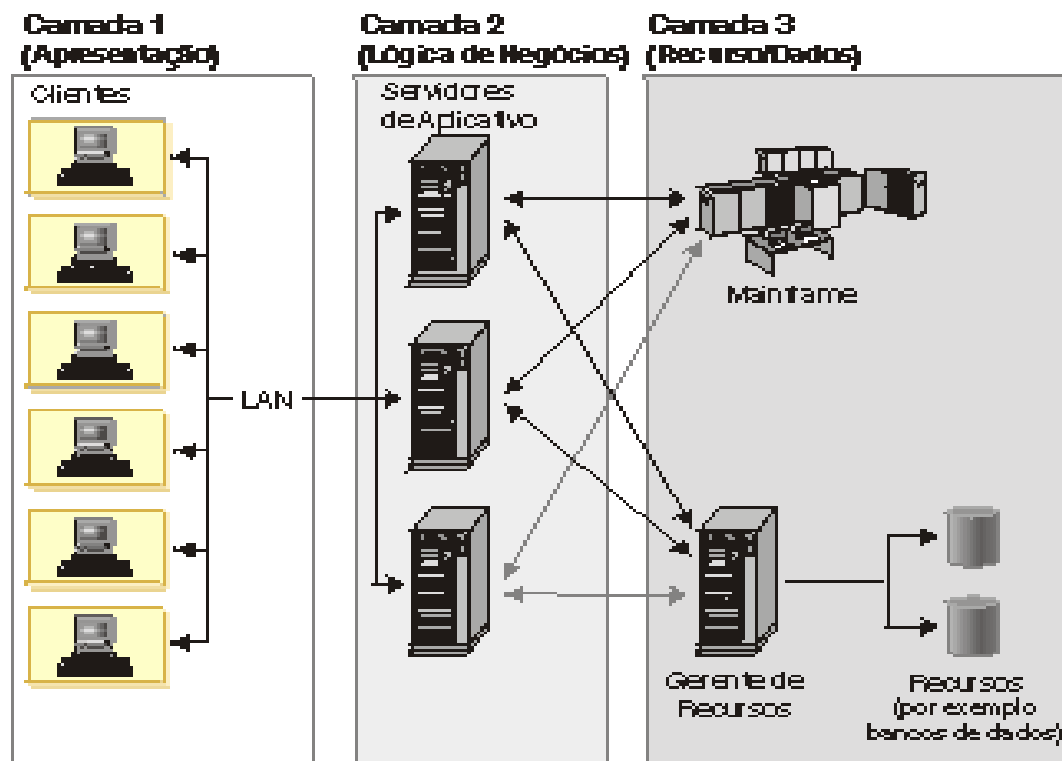 Camada 1
(Apresentação)
Camada 2
(Lógica de Negócios)
Camada 3
(Recurso/Dados)
Clientes
Servidores
de Aplicativo
LAN
Mainframe
Gerente de
Recursos
Recursos
(por exemplo
bancos de dados)